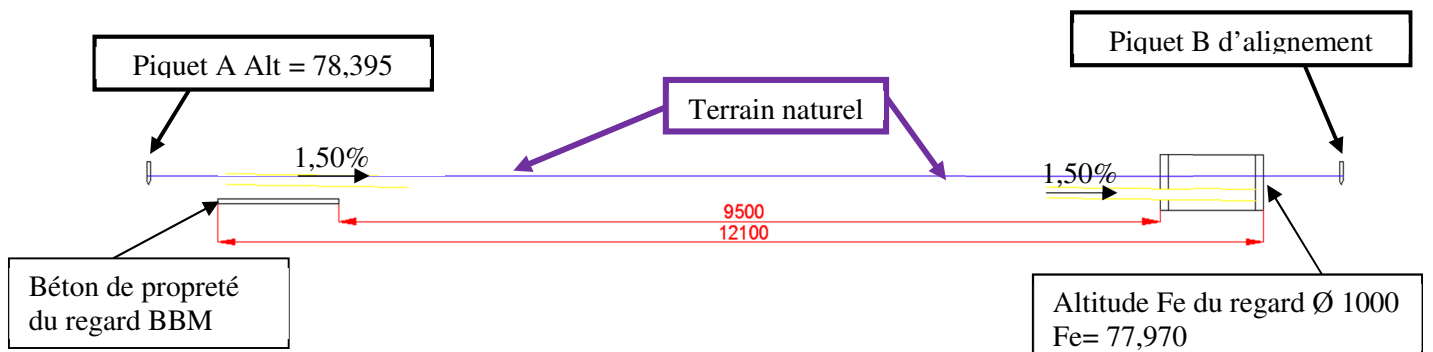 Piquet A Alt = 78,395
Terrain naturel
Piquet B d'alignement
1,50%
1,50%
9500
12100
Béton de propreté
du regard BBM
Altitude Fe du regard Ø 1000
Fe= 77,970